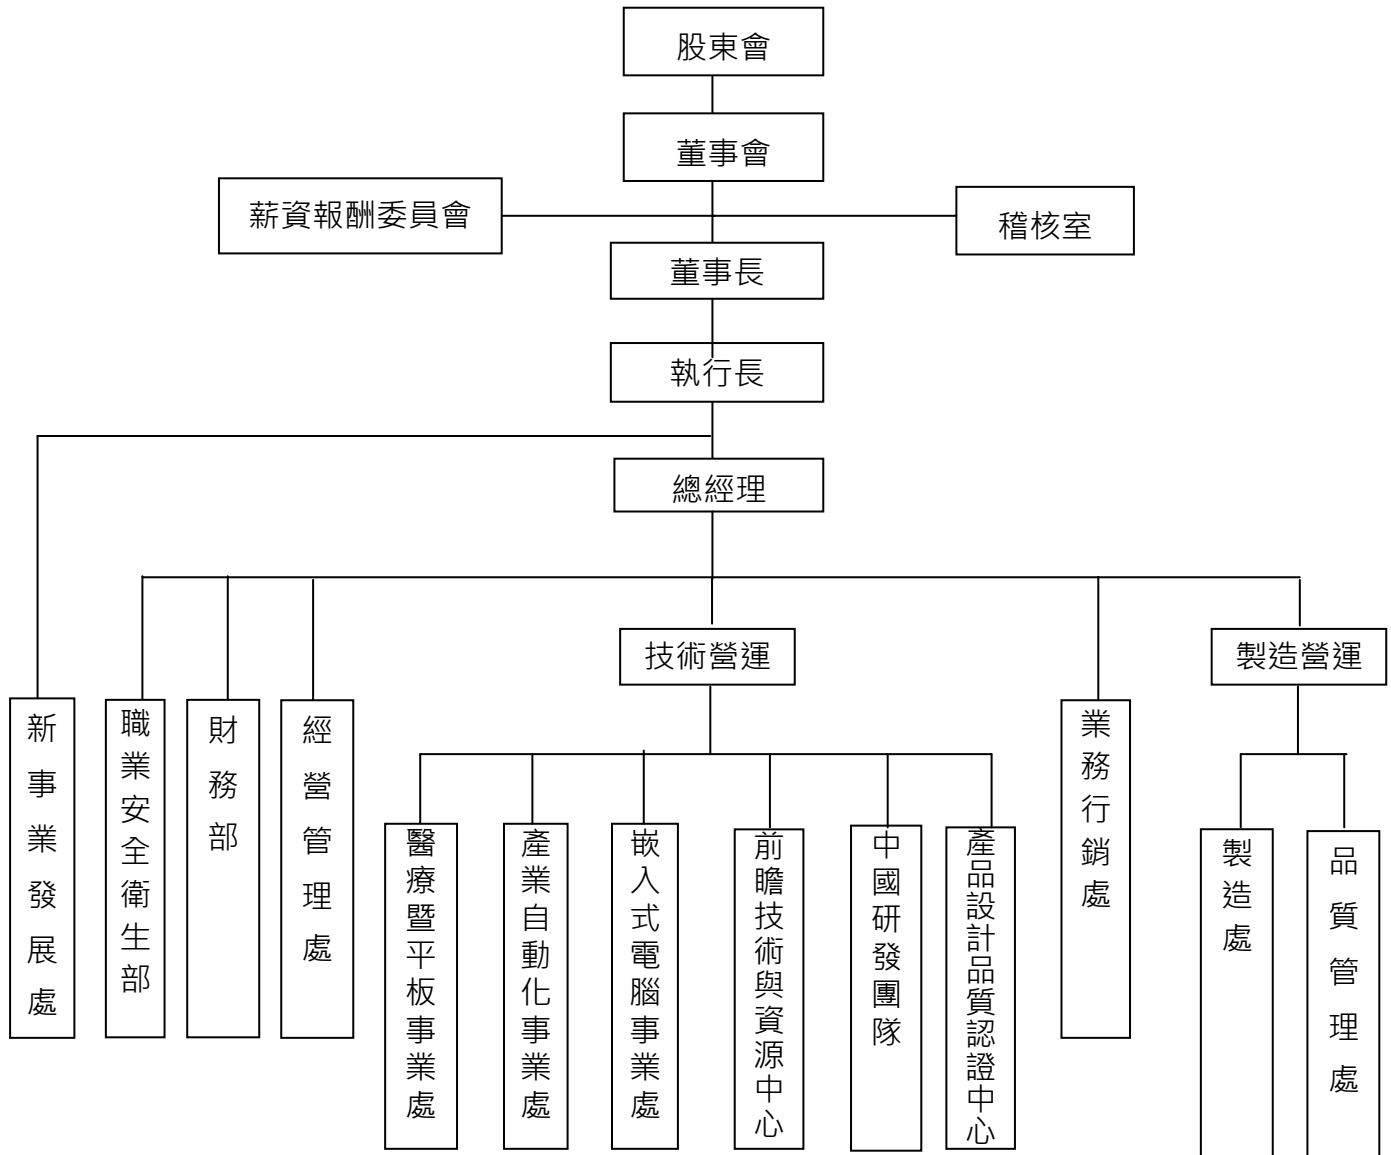 股東會
董事會
薪資報酬委員會
稽核室
董事長
執行長
總經理
技術營運
製造營運
新事業發展處
職業安全衛生部
財務部
經營管理處
醫療暨平板事業處
產業自動化事業處
嵌入式電腦事業處
前瞻技術與資源中心
中國研發團隊
產品設計品質認證中心
業務行銷處
製造處
品質管理處